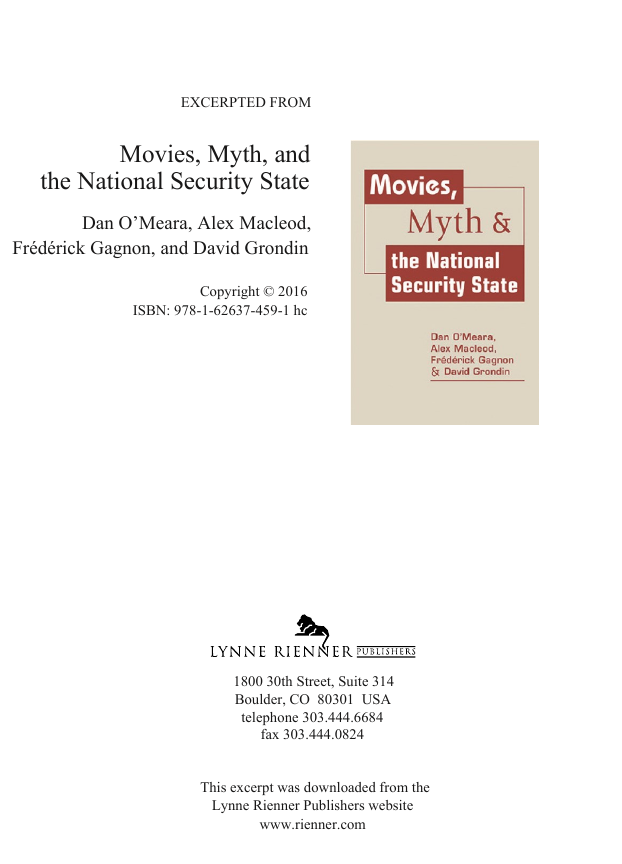 EXCERPTED FROM
Movies, Myth, and
the National Security State
Dan O’Meara, Alex Macleod,
Frédérick Gagnon, and David Grondin
Copyright © 2016
ISBN: 978-1-62637-459-1 hc
Movies,
Myth &
the National
Security State
Dan O’Meara,
Alex Macleod,
Frédérick Gagnon
& David Grondin
LYNNE RIENNER PUBLISHERS
1800 30th Street, Suite 314
Boulder, CO 80301 USA
telephone 303.444.6684
fax 303.444.0824
This excerpt was downloaded from the
Lynne Rienner Publishers website
www.rienner.com